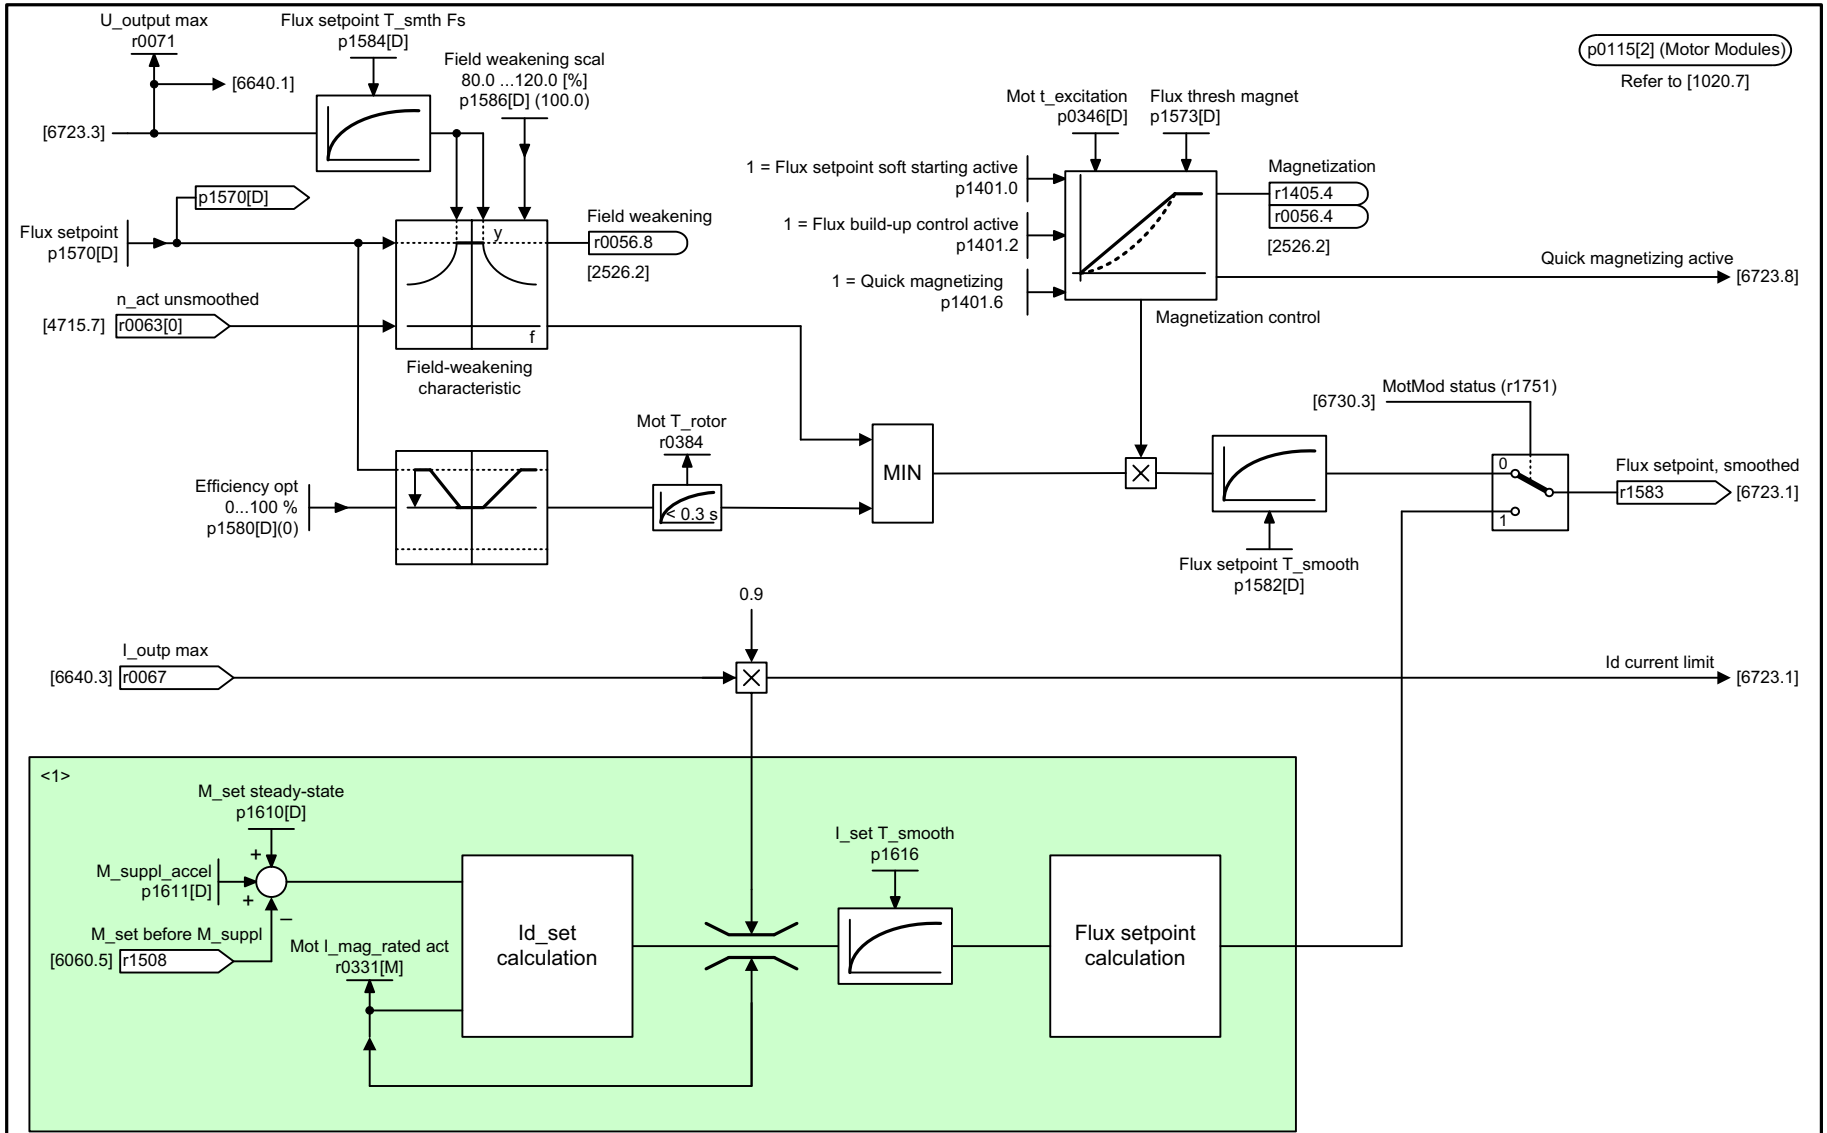 U_output max
r0071
Flux setpoint T_smth Fs
p1584[D]
Field weakening scal
80.0 ...120.0 [%]
p1586[D] (100.0)
p0115[2] (Motor Modules)
Refer to [1020.7]
[6640.1]
[6723.3]
Mot t_excitation
p0346[D]
Flux thresh magnet
p1573[D]
1 = Flux setpoint soft starting active
p1401.0
Magnetization
r1405.4
r0056.4
[2526.2]
p1570[D]
Flux setpoint
p1570[D]
y
f
Field weakening
r0056.8
[2526.2]
1 = Flux build-up control active
p1401.2
1 = Quick magnetizing
p1401.6
Quick magnetizing active
[6723.8]
n_act unsmoothed
[4715.7]
r0063[0]
Magnetization control
Field-weakening
characteristic
MotMod status (r1751)
[6730.3]
Mot T_rotor
r0384
< 0.3 s
MIN
Efficiency opt
0...100 %
p1580[D](0)
0
1
Flux setpoint, smoothed
r1583
[6723.1]
Flux setpoint T_smooth
p1582[D]
0.9
I_outp max
[6640.3]
r0067
Id current limit
[6723.1]
<1>
M_set steady-state
p1610[D]
+
M_suppl_accel
p1611[D]
+
–
M_set before M_suppl
[6060.5]
r1508
Mot I_mag_rated act
r0331[M]
Id_set
calculation
I_set T_smooth
p1616
Flux setpoint
calculation